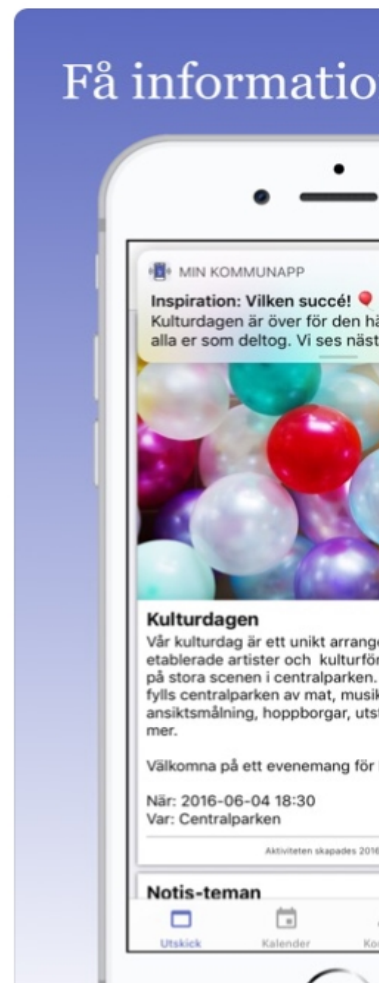 Få informatio
MIN KOMMUNAPP
Inspiration: Vilken succé! 🎈
Kulturdagen är över för den hä
alla er som deltog. Vi ses näst
Kulturdagen
Vår kulturdag är ett unikt arrange
etablerade artister och kulturför
på stora scenen i centralparken.
fylls centralparken av mat, musik
ansiktsmålning, hoppborgar, uts
mer.
Välkomna på ett evenemang för
När: 2016-06-04 18:30
Var: Centralparken
Aktiviteten skapades 2016
Notis-teman
Utskick
Kalender
Ko